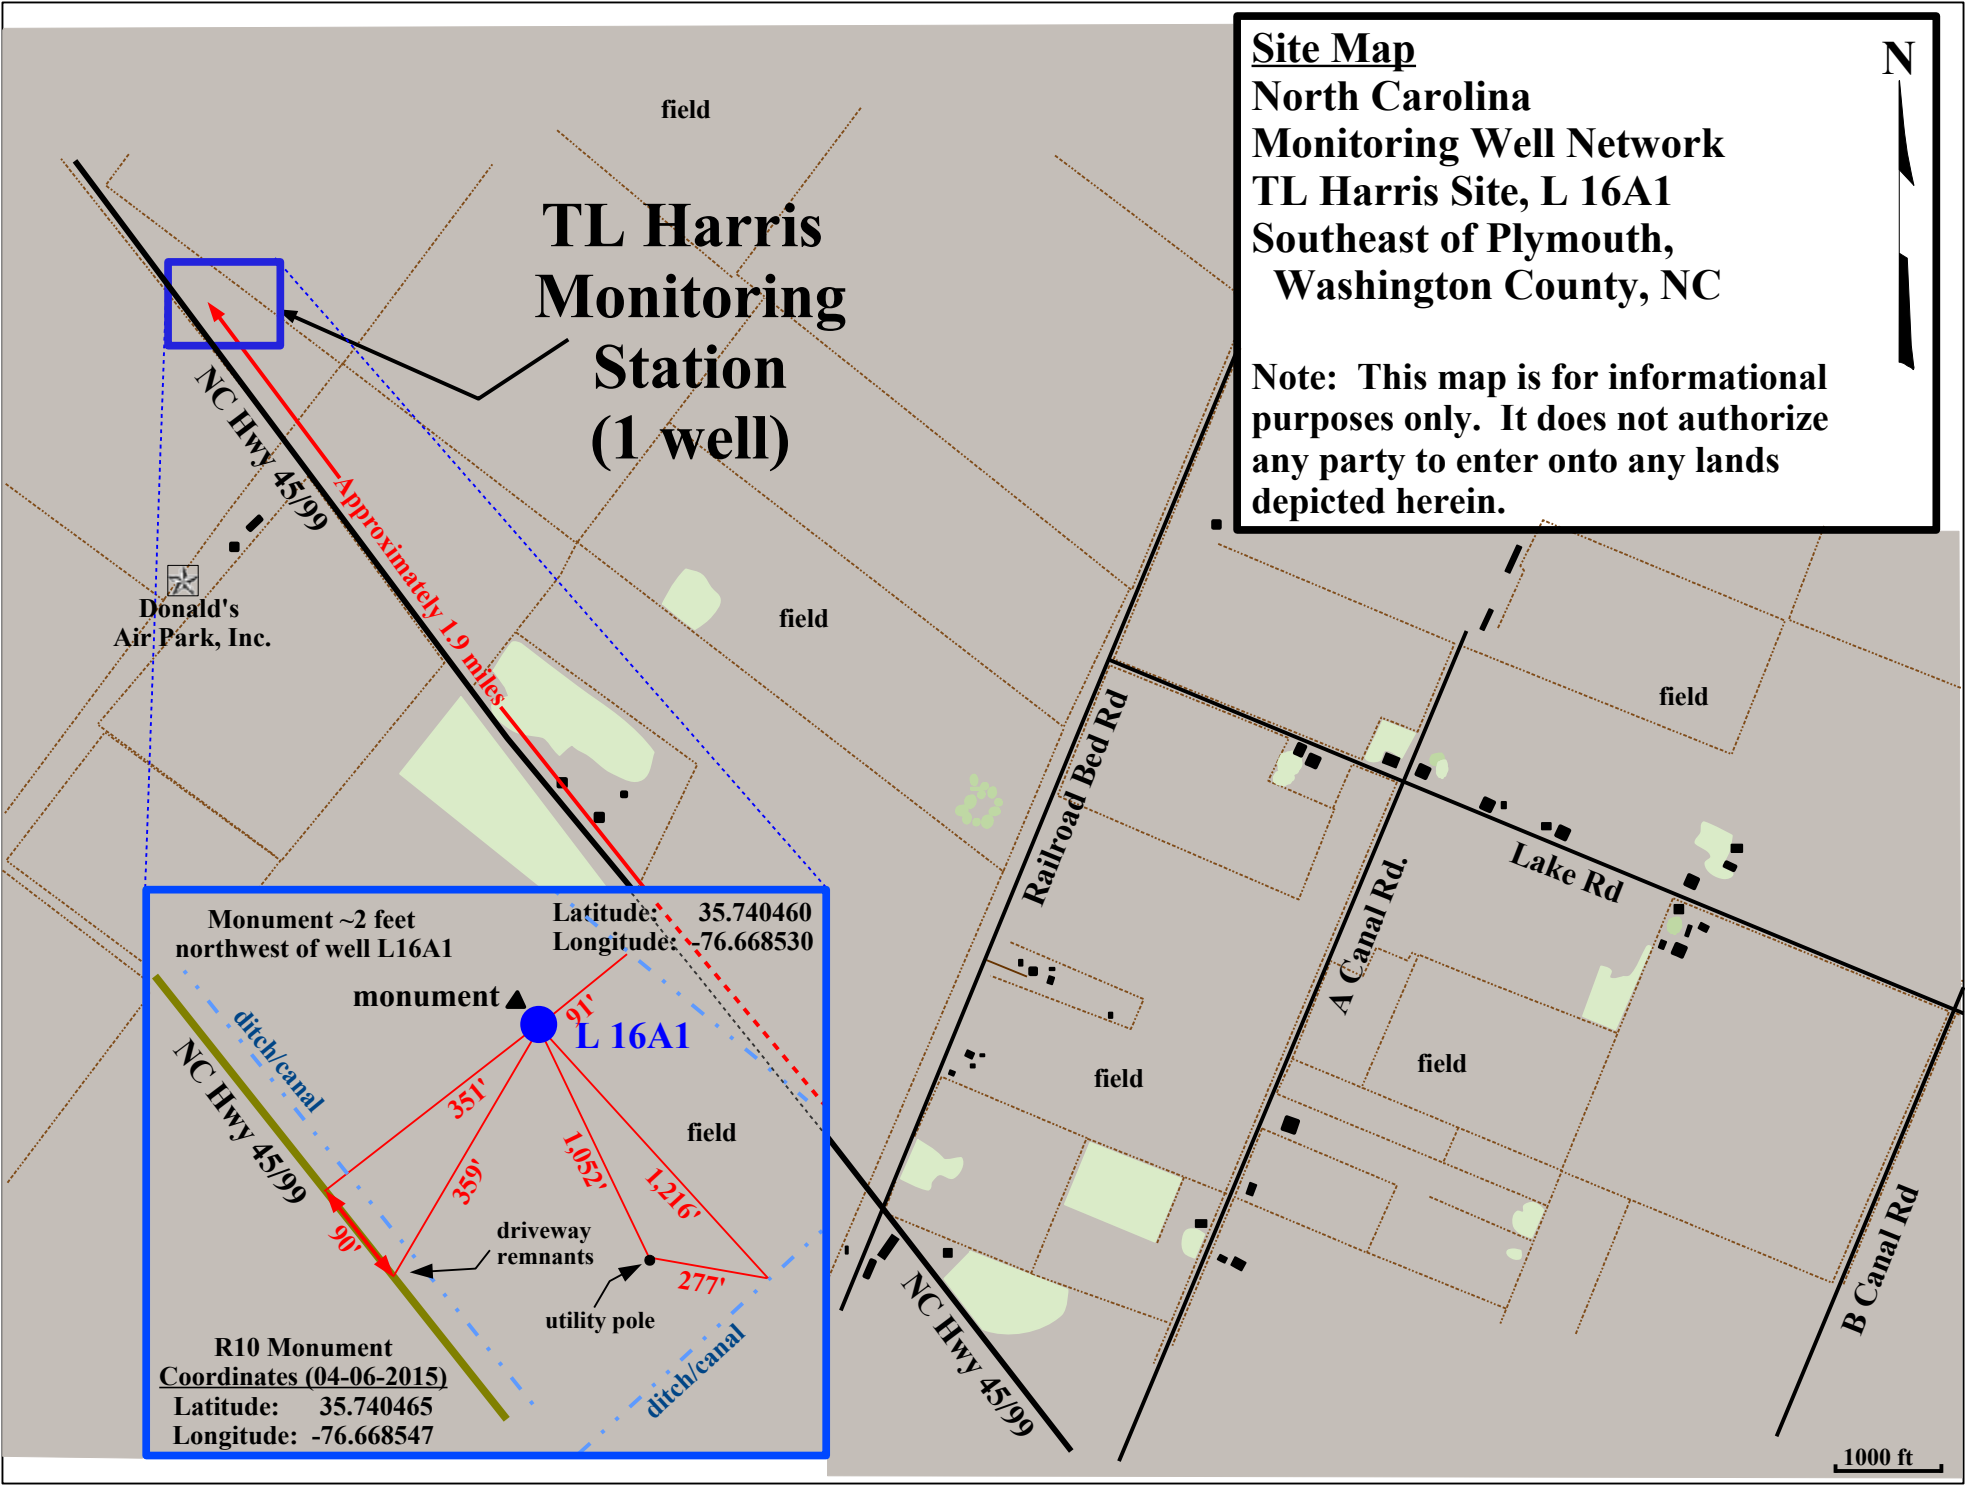 Site Map
North Carolina
Monitoring Well Network
TL Harris Site, L 16A1
Southeast of Plymouth,
Washington County, NC
Note: This map is for informational
purposes only. It does not authorize
any party to enter onto any lands
depicted herein.
N
field
TL Harris
Monitoring
Station
(1 well)
NC Hwy 45/99
Approximately 1.9 miles
Donald's
Air Park, Inc.
field
field
Railroad Bed Rd
A Canal Rd.
Lake Rd
field
field
B Canal Rd
NC Hwy 45/99
1000 ft
Monument ~2 feet
northwest of well L16A1
Latitude: 35.740460
Longitude: -76.668530
monument
L 16A1
91'
ditch/canal
NC Hwy 45/99
351'
359'
1,052'
1,216'
field
90'
driveway
remnants
277'
utility pole
ditch/canal
R10 Monument
Coordinates (04-06-2015)
Latitude: 35.740465
Longitude: -76.668547